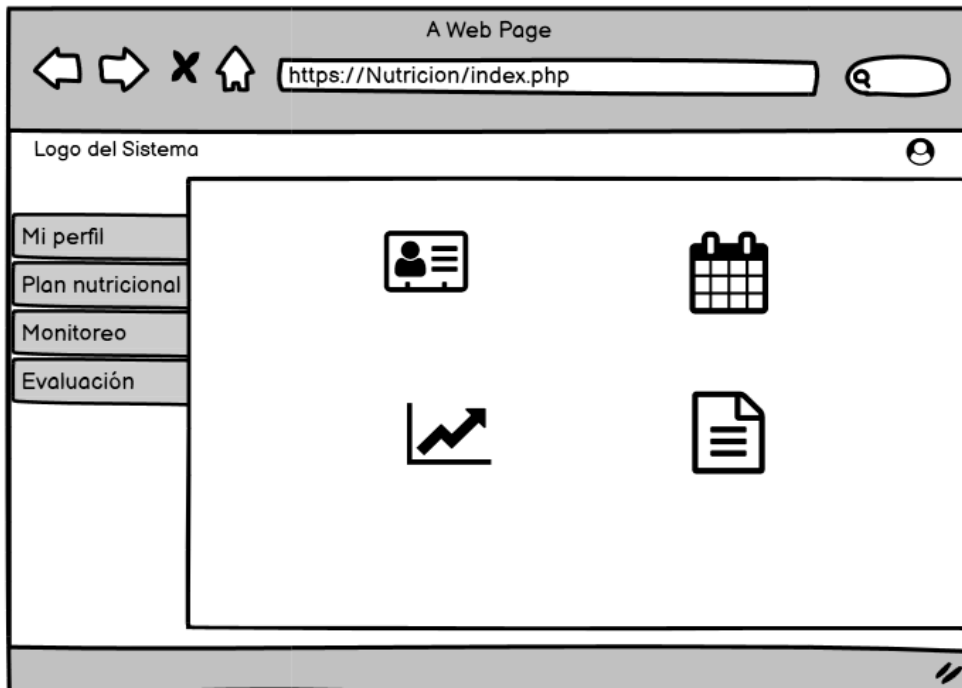 A Web Page
https://Nutricion/index.php
Logo del Sistema
Mi perfil
Plan nutricional
Monitoreo
Evaluación